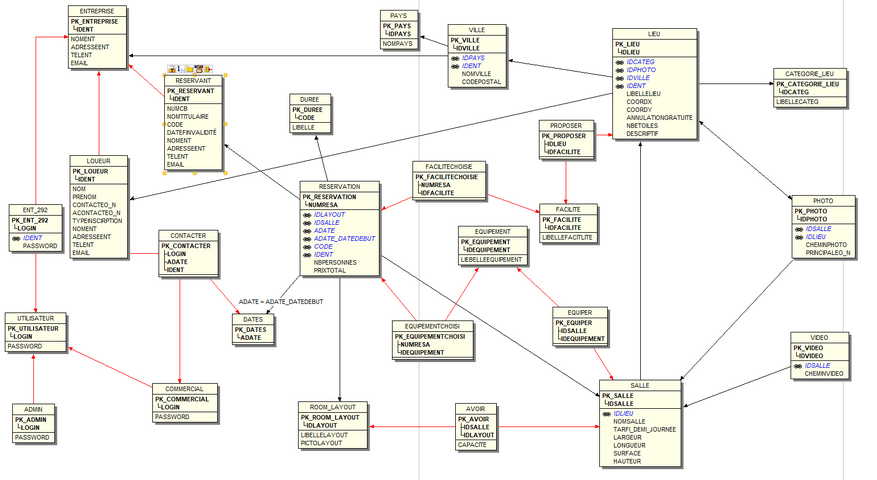 ENTREPRISE
PK_ENTREPRISE
IDENT
NOMENT
ADRESSEENT
TELENT
EMAIL
PAYS
PK_PAYS
IDPAYS
NOMPAYS
VILLE
PK_VILLE
IDVILLE
IDPAYS
IDENT
NOMVILLE
CODEPOSTAL
LIEU
PK_LIEU
IDLIEU
IDCATEG
IDPHOTO
IDVILLE
IDENT
LIBELLELIEU
COORDX
COORDY
ANNULATIONGRATUITE
NBETOILES
DESCRIPTIF
CATEGORIE_LIEU
PK_CATEGORIE_LIEU
IDCATEG
LIBELLECATEG
RESERVANT
PK_RESERVANT
IDENT
NUMCB
NOMTITULAIRE
CODE
DATEFINVALIDITÉ
NOMENT
ADRESSEENT
TELENT
EMAIL
DUREE
PK_DUREE
CODE
LIBELLE
PROPOSER
PK_PROPOSER
IDLIEU
IDFACILITE
LOUEUR
PK_LOUEUR
IDENT
NOM
PRENOM
CONTACTEO_N
ACONTACTEO_N
TYPEINSCRIPTION
NOMENT
ADRESSEENT
TELENT
EMAIL
FACILITECHOISIE
PK_FACILITECHOISIE
NUMRESA
IDFACILITE
RESERVATION
PK_RESERVATION
NUMRESA
IDLAYOUT
IDSALLE
ADATE
ADATE_DATEDEBUT
CODE
IDENT
NBPERSONNES
PRIXTOTAL
FACILITE
PK_FACILITE
IDFACILITE
LIBELLEFACILTITE
PHOTO
PK_PHOTO
IDPHOTO
IDSALLE
IDLIEU
CHEMINPHOTO
PRINCIPALEO_N
ENT_292
PK_ENT_292
LOGIN
IDENT
PASSWORD
CONTACTER
PK_CONTACTER
LOGIN
ADATE
IDENT
EQUIPEMENT
PK_EQUIPEMENT
IDEQUIPEMENT
LIBELLEEQUIPEMENT
ADATE = ADATE_DATEDEBUT
UTILISATEUR
PK_UTILISATEUR
LOGIN
PASSWORD
DATES
PK_DATES
ADATE
EQUIPEMENTCHOISI
PK_EQUIPEMENTCHOISI
NUMRESA
IDEQUIPEMENT
EQUIPER
PK_EQUIPER
IDSALLE
IDEQUIPEMENT
VIDEO
PK_VIDEO
IDVIDEO
IDSALLE
CHEMINVIDEO
COMMERCIAL
PK_COMMERCIAL
LOGIN
PASSWORD
SALLE
PK_SALLE
IDSALLE
IDLIEU
NOMSALLE
TARFI_DEMI_JOURNEE
LARGEUR
LONGUEUR
SURFACE
HAUTEUR
ADMIN
PK_ADMIN
LOGIN
PASSWORD
ROOM_LAYOUT
PK_ROOM_LAYOUT
IDLAYOUT
LIBELLELAYOUT
PICTOLAYOUT
AVOIR
PK_AVOIR
IDSALLE
IDLAYOUT
CAPACITE